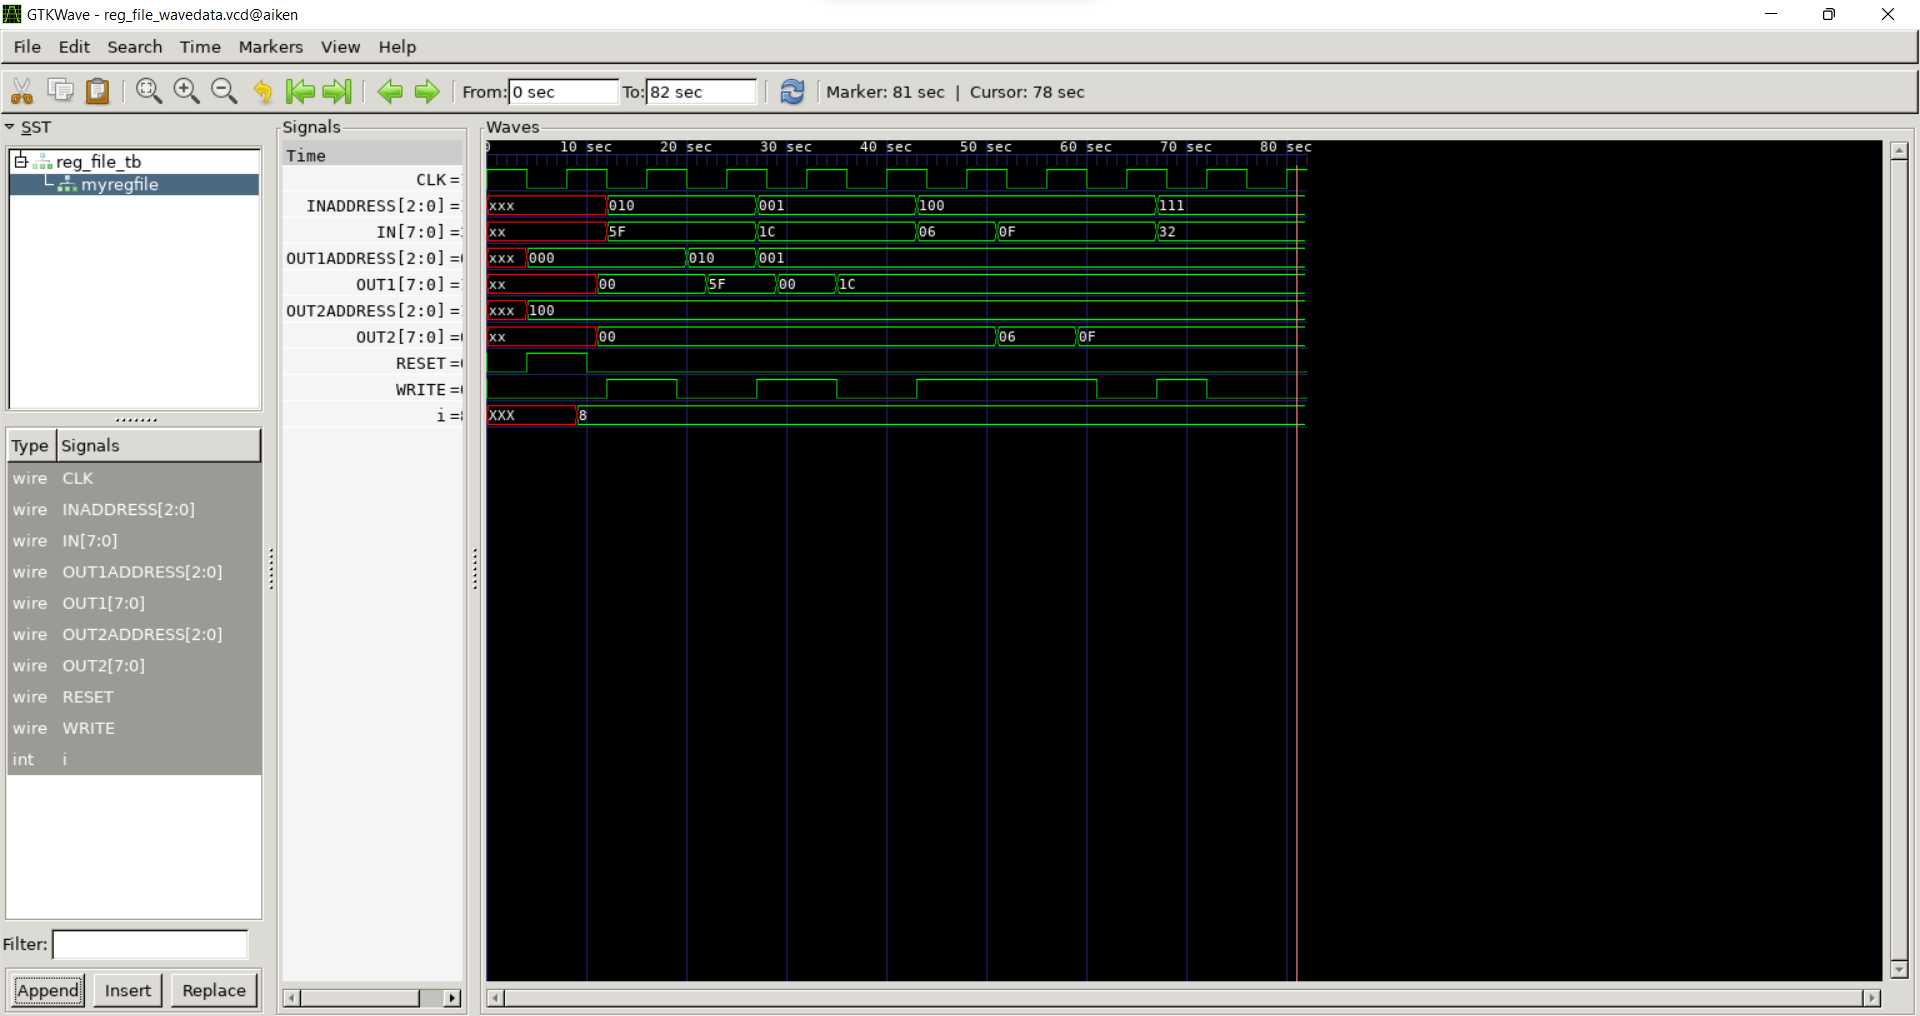 GTKWave - reg_file_wavedata.vcd@aiken
File Edit Search Time Markers View Help
From: 0 sec To: 82 sec Marker: 81 sec | Cursor: 78 sec
SST
reg_file_tb
myregfile
Type Signals
wire CLK
wire INADDRESS[2:0]
wire IN[7:0]
wire OUT1ADDRESS[2:0]
wire OUT1[7:0]
wire OUT2ADDRESS[2:0]
wire OUT2[7:0]
wire RESET
wire WRITE
int i
Filter:
Append Insert Replace
Signals
Time
CLK =
INADDRESS[2:0] =
IN[7:0] =
OUT1ADDRESS[2:0] =
OUT1[7:0] =
OUT2ADDRESS[2:0] =
OUT2[7:0] =
RESET =
WRITE =
i =
Waves
0 10 sec 20 sec 30 sec 40 sec 50 sec 60 sec 70 sec 80 sec
xxx 010 001 100 111
xx 5F 1C 06 0F 32
xxx 000 010 001
xx 00 5F 00 1C
xxx 100
xx 00 06 0F
XXX 8